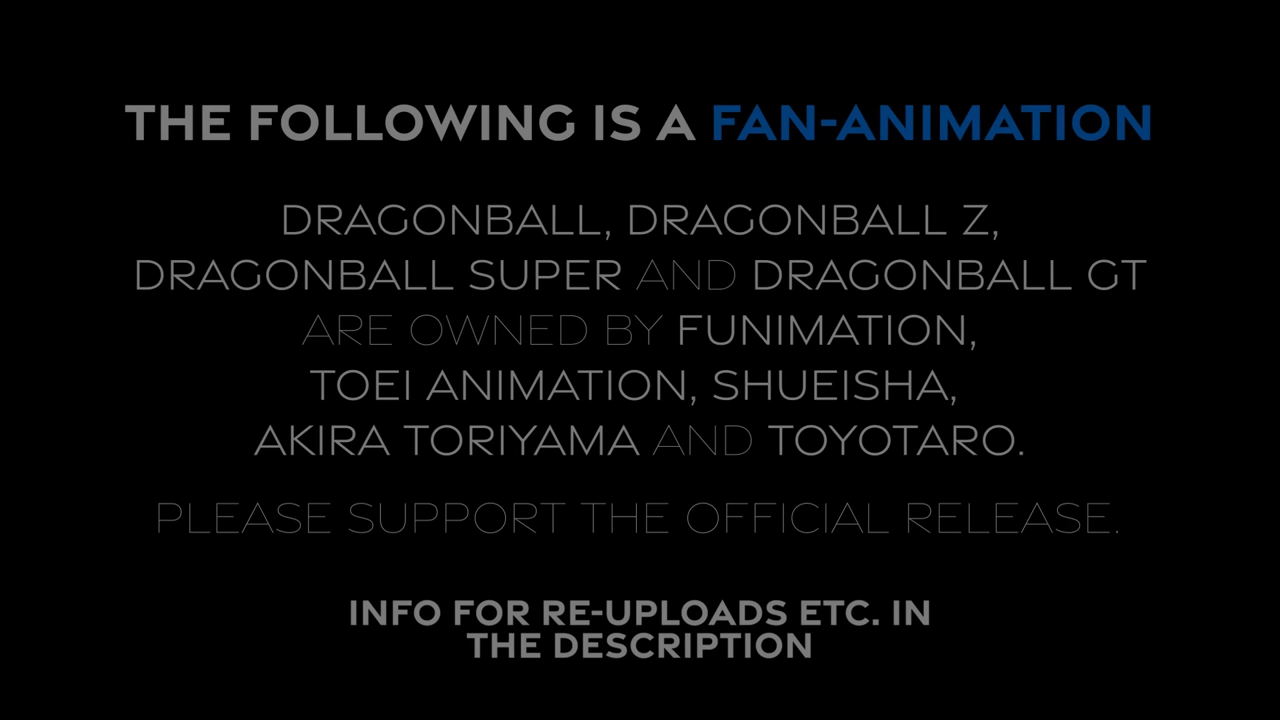 THE FOLLOWING IS A FAN-ANIMATION
DRAGONBALL, DRAGONBALL Z,
DRAGONBALL SUPER AND DRAGONBALL GT
ARE OWNED BY FUNIMATION,
TOEI ANIMATION, SHUEISHA,
AKIRA TORIYAMA AND TOYOTARO.
PLEASE SUPPORT THE OFFICIAL RELEASE.
INFO FOR RE-UPLOADS ETC. IN
THE DESCRIPTION